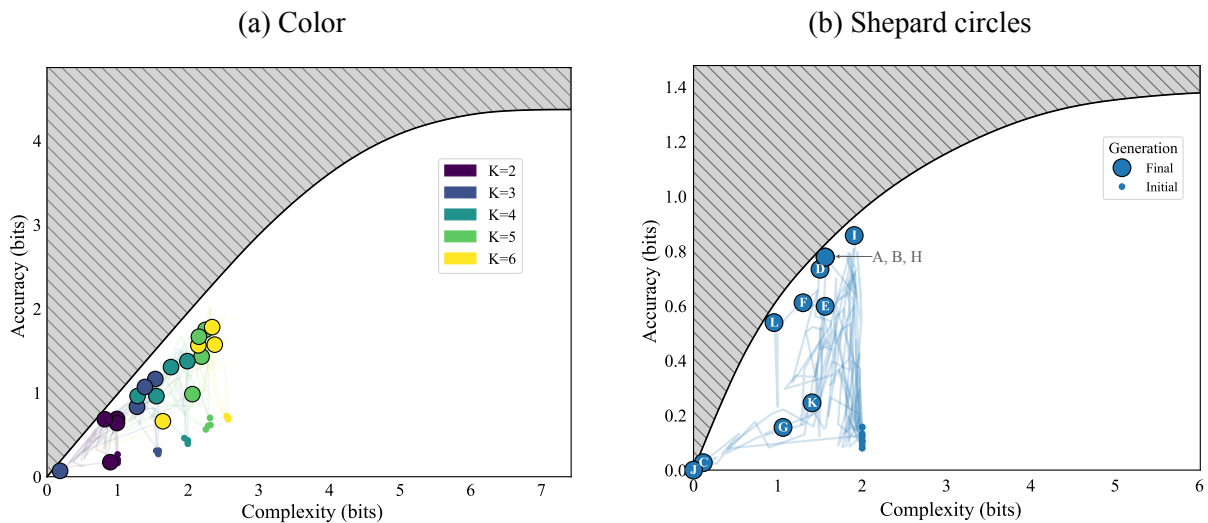 (a) Color
4
3
2
1
0
Accuracy (bits)
K=2
K=3
K=4
K=5
K=6
0 1 2 3 4 5 6 7
Complexity (bits)
(b) Shepard circles
1.4
1.2
1.0
0.8
0.6
0.4
0.2
0.0
Accuracy (bits)
Generation
Final
Initial
I
A, B, H
D
F
E
L
K
G
C
J
0 1 2 3 4 5 6
Complexity (bits)